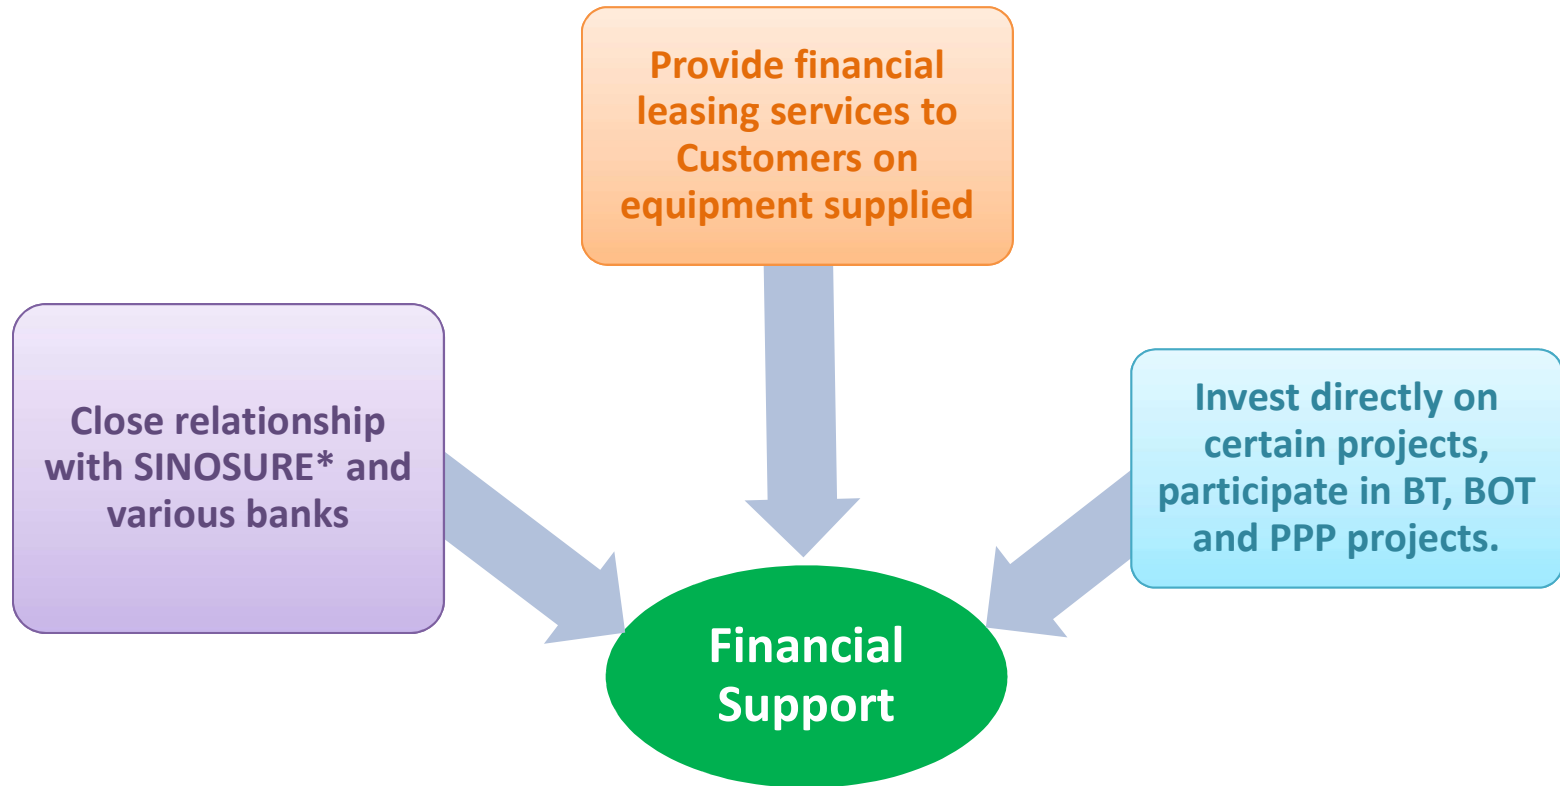 Provide financial
leasing services to
Customers on
equipment supplied
Close relationship
with SINOSURE* and
various banks
Invest directly on
certain projects,
participate in BT, BOT
and PPP projects.
Financial
Support